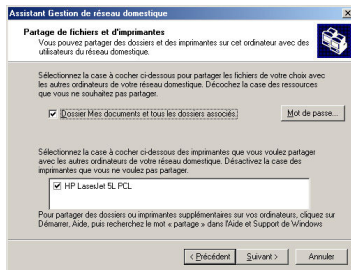 Assistant Gestion de réseau domestique
Partage de fichiers et d'imprimantes
Vous pouvez partager des dossiers et des imprimantes sur cet ordinateur avec des
utilisateurs du réseau domestique.
Sélectionnez la case à cocher ci-dessous pour partager les fichiers de votre choix avec
les autres ordinateurs de votre réseau domestique. Décochez la case des ressources
que vous ne souhaitez pas partager.
Dossier Mes documents et tous les dossiers associés.
Mot de passe...
Sélectionnez la case à cocher ci-dessous des imprimantes que vous voulez partager
avec les autres ordinateurs de votre réseau domestique. Désactivez la case des
imprimantes que vous ne voulez pas partager.
HP LaserJet 5L PCL
Pour partager des dossiers ou imprimantes supplémentaires sur vos ordinateurs, cliquez sur
Démarrer, Aide, puis recherchez le mot « partage » dans l'Aide et Support de Windows
< Précédent
Suivant >
Annuler